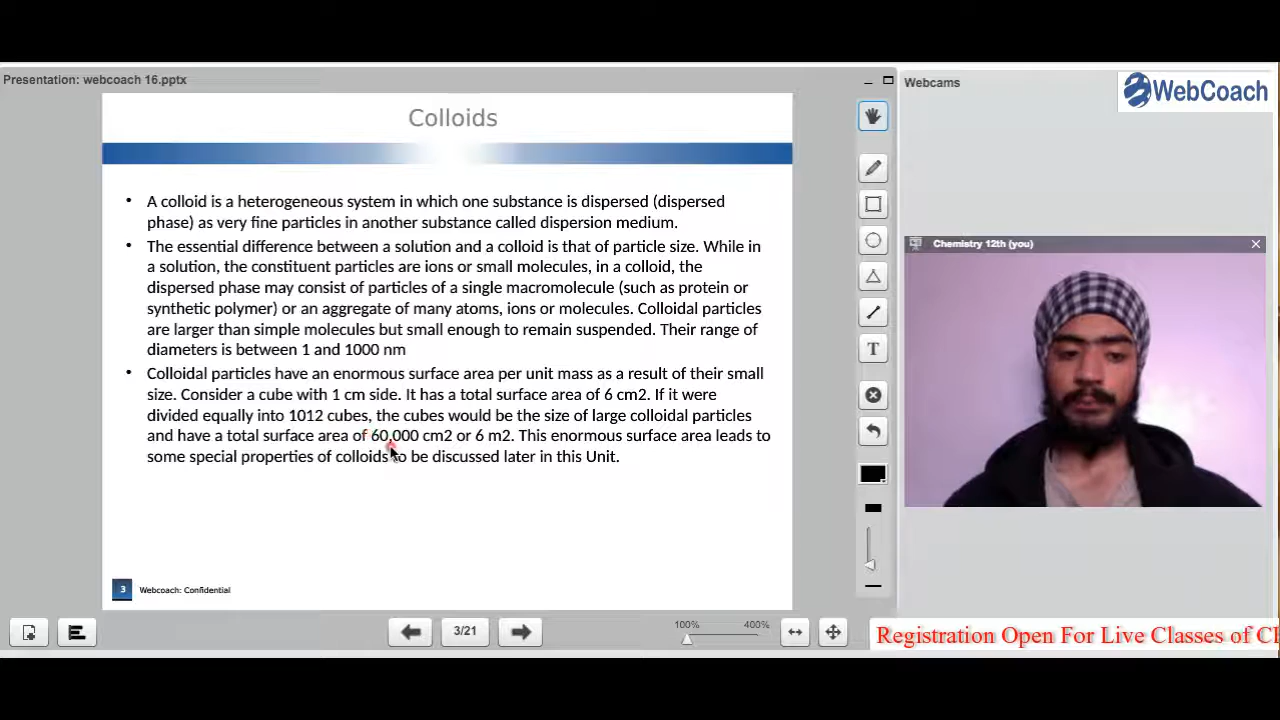 Presentation: webcoach 16.pptx
Webcams
WebCoach
Colloids
• A colloid is a heterogeneous system in which one substance is dispersed (dispersed
phase) as very fine particles in another substance called dispersion medium.
• The essential difference between a solution and a colloid is that of particle size. While in
a solution, the constituent particles are ions or small molecules, in a colloid, the
dispersed phase may consist of particles of a single macromolecule (such as protein or
synthetic polymer) or an aggregate of many atoms, ions or molecules. Colloidal particles
are larger than simple molecules but small enough to remain suspended. Their range of
diameters is between 1 and 1000 nm
• Colloidal particles have an enormous surface area per unit mass as a result of their small
size. Consider a cube with 1 cm side. It has a total surface area of 6 cm2. If it were
divided equally into 1012 cubes, the cubes would be the size of large colloidal particles
and have a total surface area of 60,000 cm2 or 6 m2. This enormous surface area leads to
some special properties of colloids to be discussed later in this Unit.
3 Webcoach: Confidential
T
Chemistry 12th (you)
3/21
100% 400%
Registration Open For Live Classes of